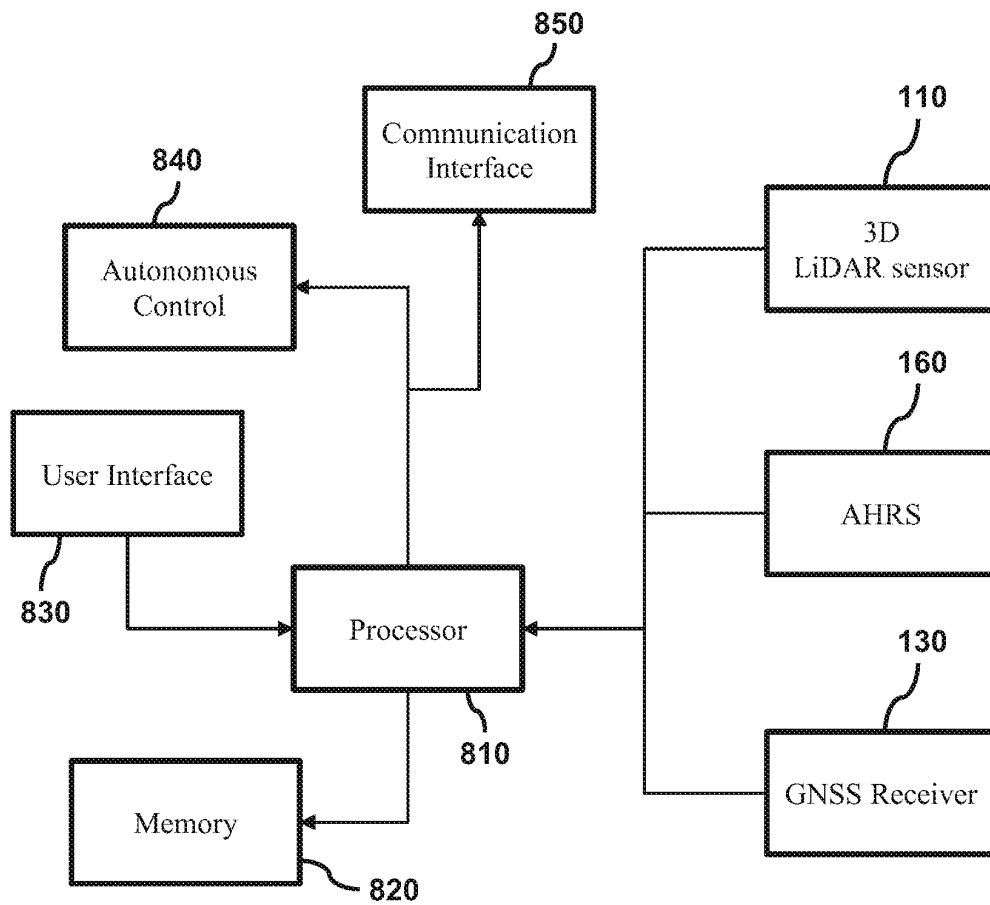 850
Communication
Interface
110
3D
LiDAR sensor
840
Autonomous
Control
160
AHRS
User Interface
830
Processor
810
130
GNSS Receiver
Memory
820